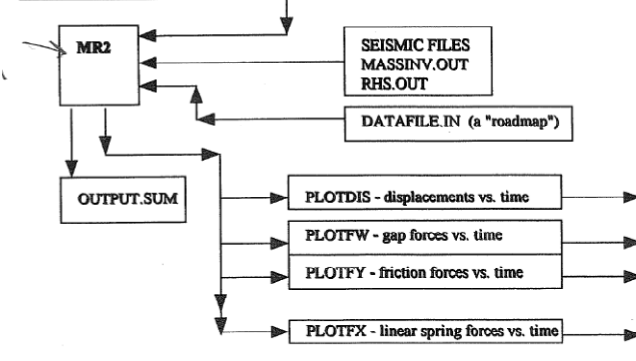 MR2
SEISMIC FILES
MASSINV.OUT
RHS.OUT
DATAFILE.IN (a "roadmap")
OUTPUT.SUM
PLOTDIS - displacements vs. time
PLOTFW - gap forces vs. time
PLOTFY - friction forces vs. time
PLOTFX - linear spring forces vs. time